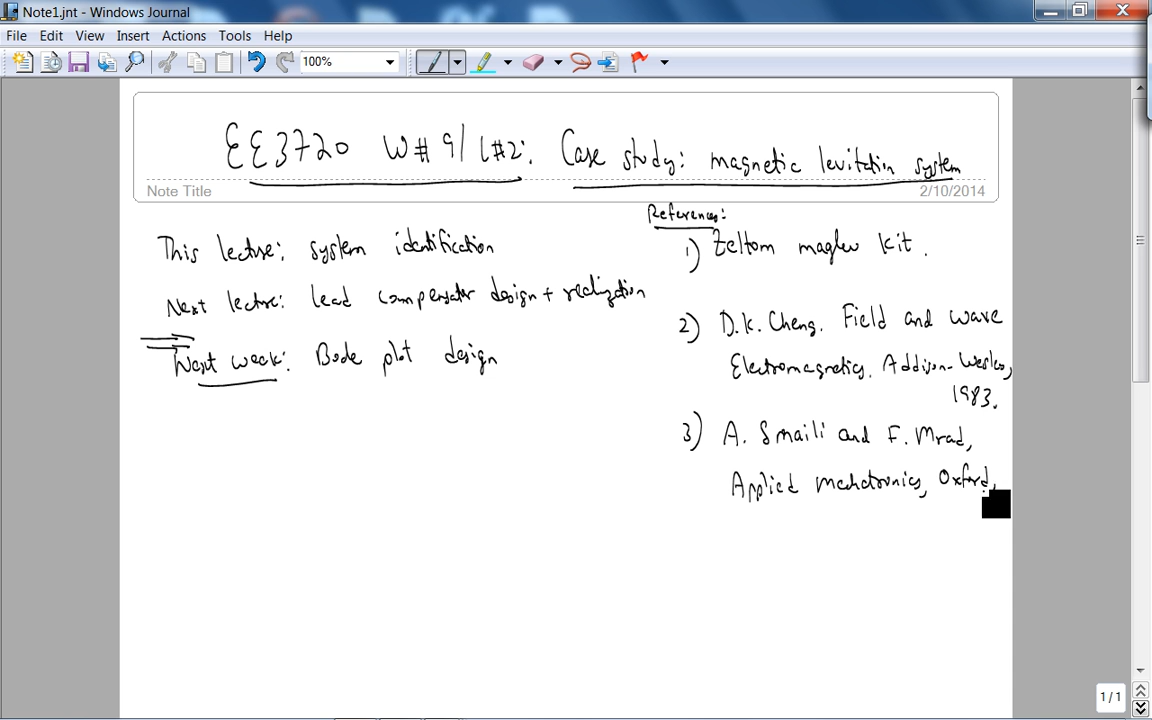 Note1.jnt - Windows Journal
File Edit View Insert Actions Tools Help
100%
EE3720 W#9/L#2: Case study: magnetic levitation system
Note Title
2/10/2014
This lecture: system identification
Next lecture: lead compensator design + realization
Next week: Bode plot design
References:
1) Zeltom maglev kit.
2) D.K. Cheng. Field and wave
Electromagnetics. Addison-Wesley,
1983.
3) A. Smaili and F. Mrad,
Applied mechatronics, Oxford,
1 / 1